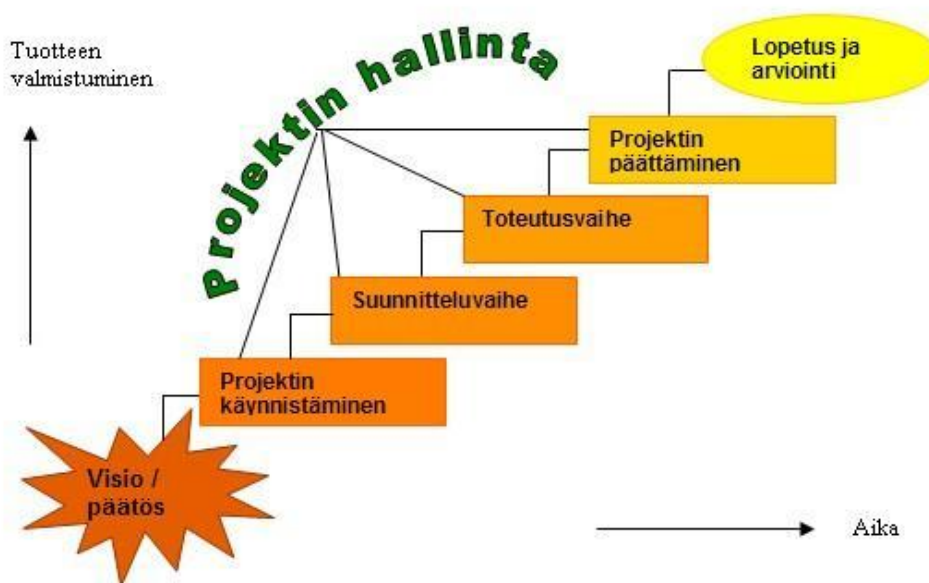 Tuotteen
valmistuminen
Projektin hallinta
Lopetus ja
arviointi
Projektin
päättäminen
Toteutusvaihe
Suunnitteluvaihe
Projektin
käynnistäminen
Visio /
päätös
Aika